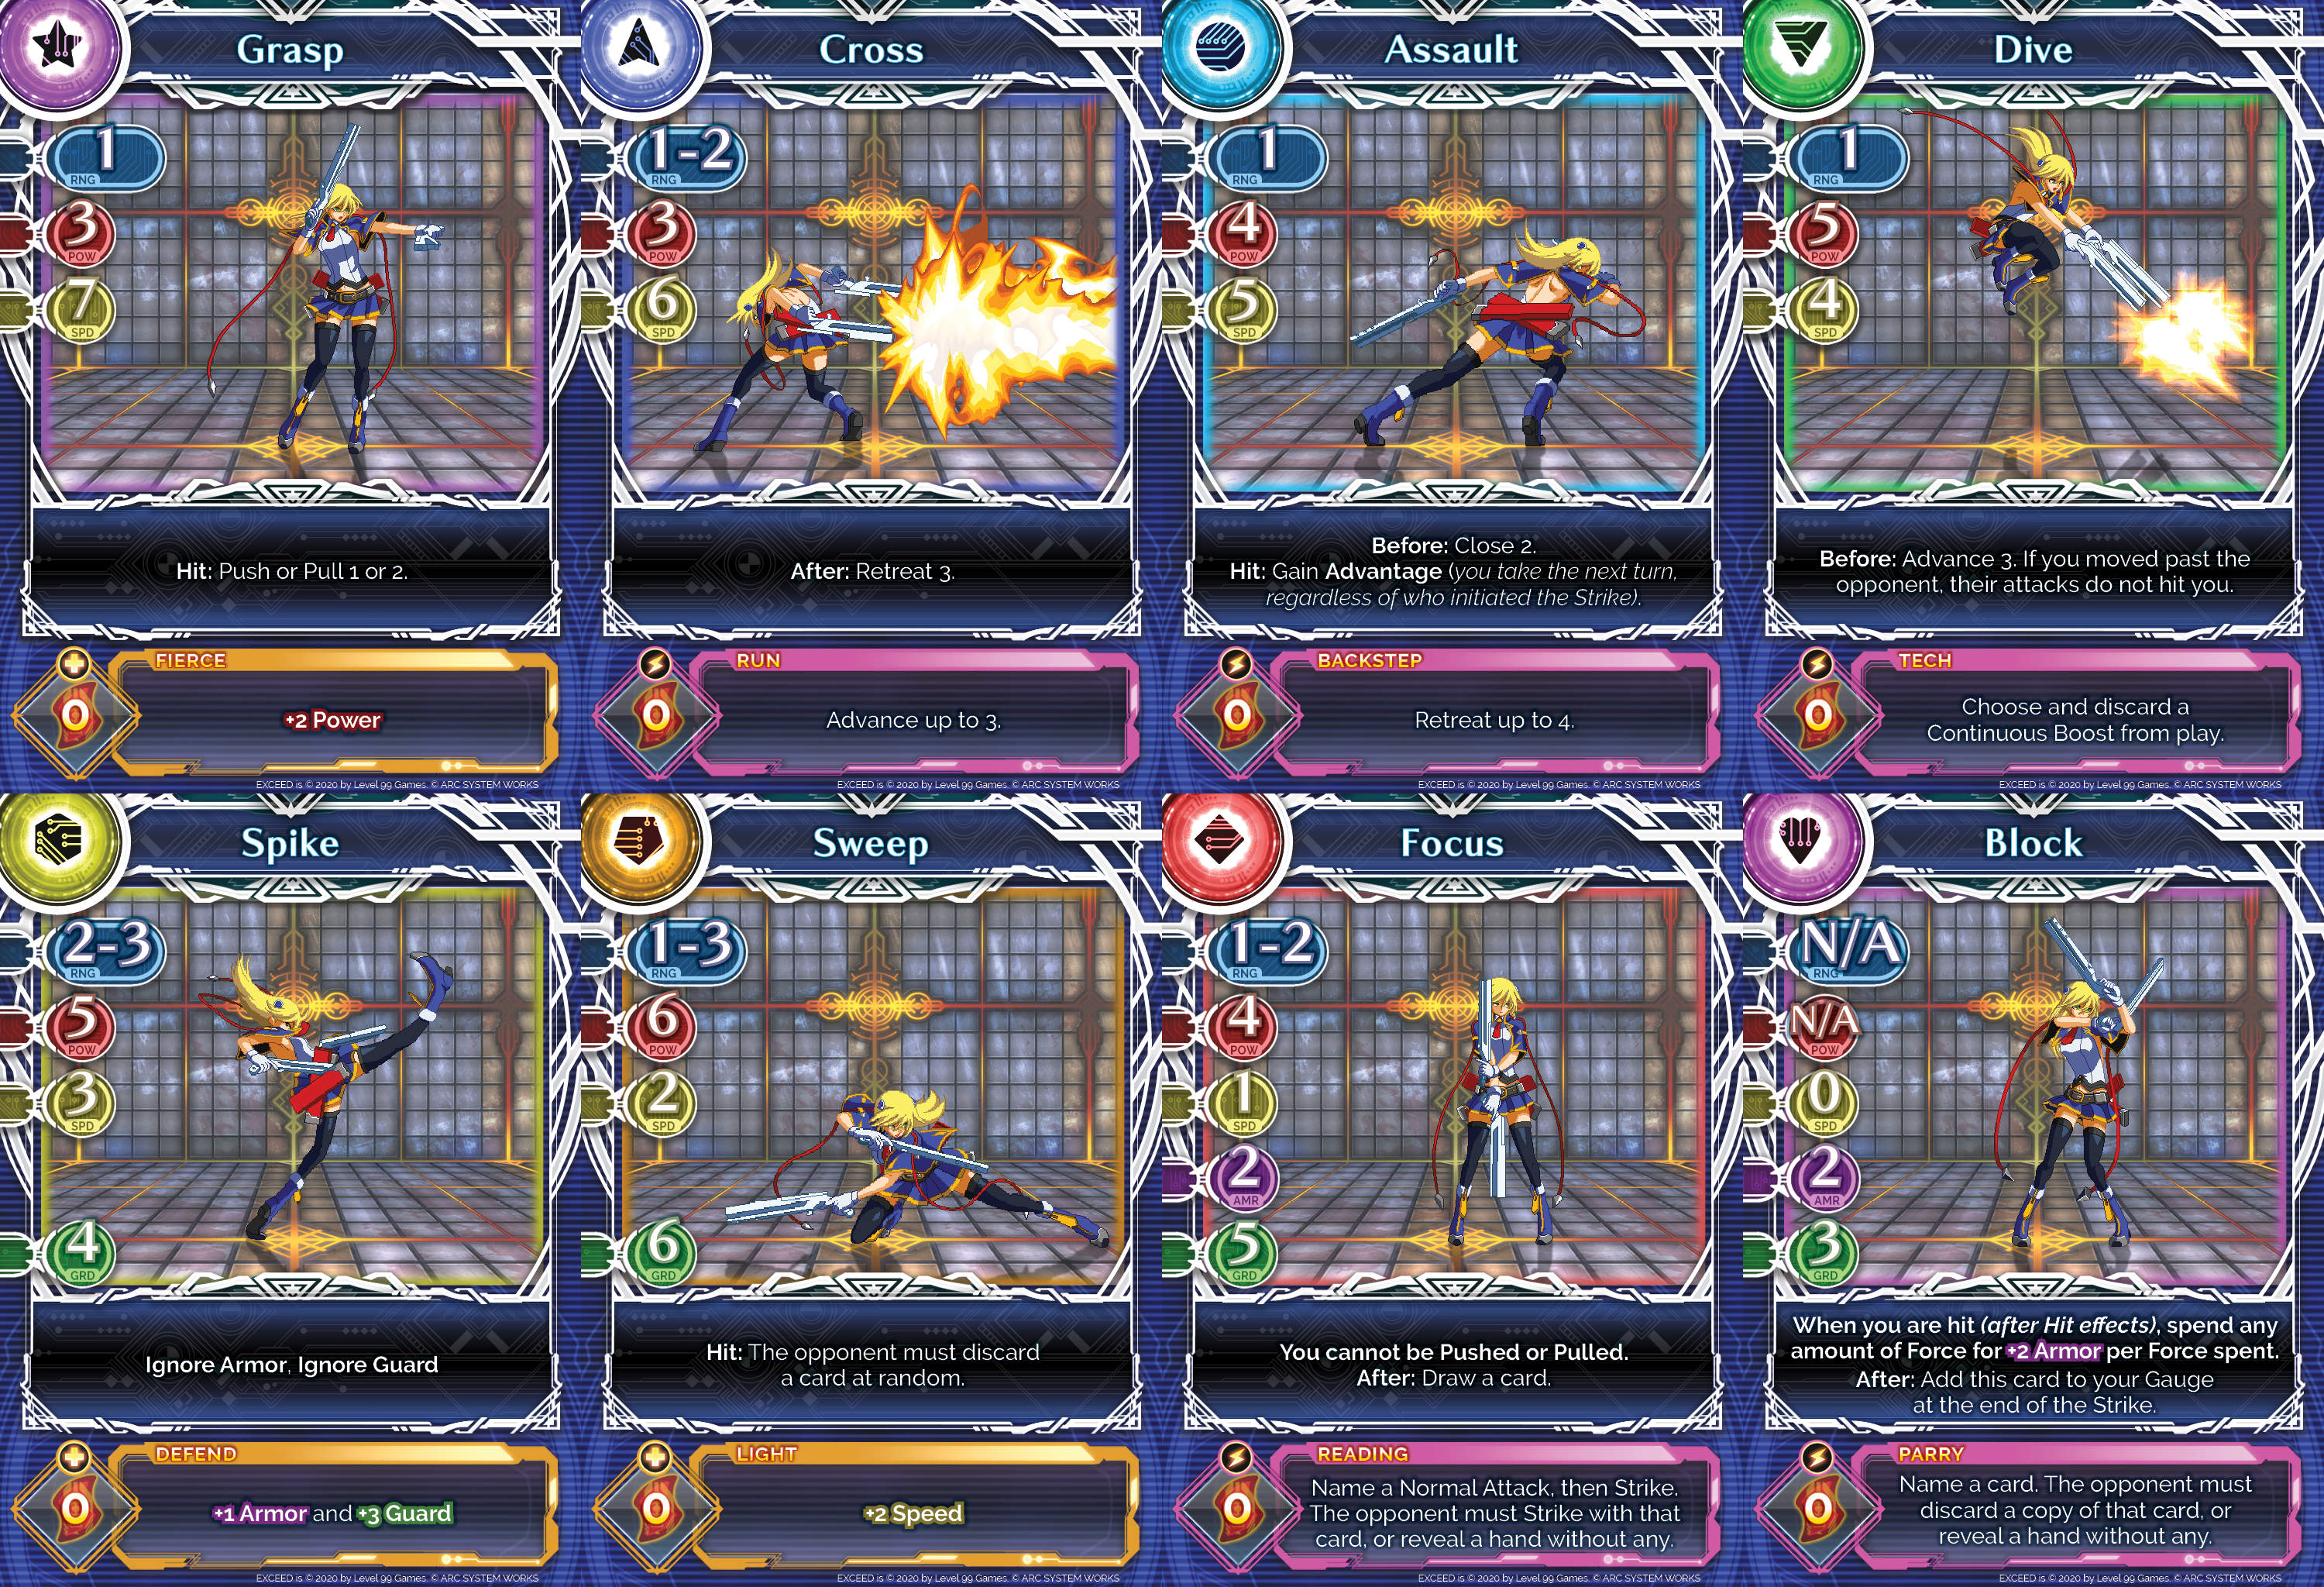 Grasp
1
RNG
3
POW
7
SPD
Hit: Push or Pull 1 or 2.
FIERCE
0
+2 Power
EXCEED is © 2020 by Level 99 Games. © ARC SYSTEM WORKS
Cross
1-2
RNG
3
POW
6
SPD
After: Retreat 3.
RUN
0
Advance up to 3.
EXCEED is © 2020 by Level 99 Games. © ARC SYSTEM WORKS
Assault
1
RNG
4
POW
5
SPD
Before: Close 2.
Hit: Gain Advantage (you take the next turn,
regardless of who initiated the Strike).
BACKSTEP
0
Retreat up to 4.
EXCEED is © 2020 by Level 99 Games. © ARC SYSTEM WORKS
Dive
1
RNG
5
POW
4
SPD
Before: Advance 3. If you moved past the
opponent, their attacks do not hit you.
TECH
0
Choose and discard a
Continuous Boost from play.
EXCEED is © 2020 by Level 99 Games. © ARC SYSTEM WORKS
Spike
2-3
RNG
5
POW
3
SPD
4
GRD
Ignore Armor, Ignore Guard
DEFEND
0
+1 Armor and +3 Guard
EXCEED is © 2020 by Level 99 Games. © ARC SYSTEM WORKS
Sweep
1-3
RNG
6
POW
2
SPD
6
GRD
Hit: The opponent must discard
a card at random.
LIGHT
0
+2 Speed
EXCEED is © 2020 by Level 99 Games. © ARC SYSTEM WORKS
Focus
1-2
RNG
4
POW
1
SPD
2
AMR
5
GRD
You cannot be Pushed or Pulled.
After: Draw a card.
READING
0
Name a Normal Attack, then Strike.
The opponent must Strike with that
card, or reveal a hand without any.
EXCEED is © 2020 by Level 99 Games. © ARC SYSTEM WORKS
Block
N/A
RNG
N/A
POW
0
SPD
2
AMR
3
GRD
When you are hit (after Hit effects), spend any
amount of Force for +2 Armor per Force spent.
After: Add this card to your Gauge
at the end of the Strike.
PARRY
0
Name a card. The opponent must
discard a copy of that card, or
reveal a hand without any.
EXCEED is © 2020 by Level 99 Games. © ARC SYSTEM WORKS